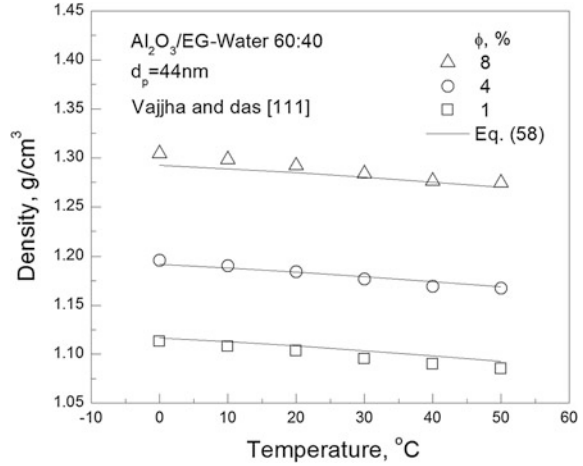 1.45
1.40
1.35
1.30
1.25
1.20
1.15
1.10
1.05
Density, g/cm³
Al₂O₃/EG-Water 60:40
dₚ=44nm
Vajjha and das [111]
ϕ, %
8
4
1
Eq. (58)
-10 0 10 20 30 40 50 60
Temperature, °C